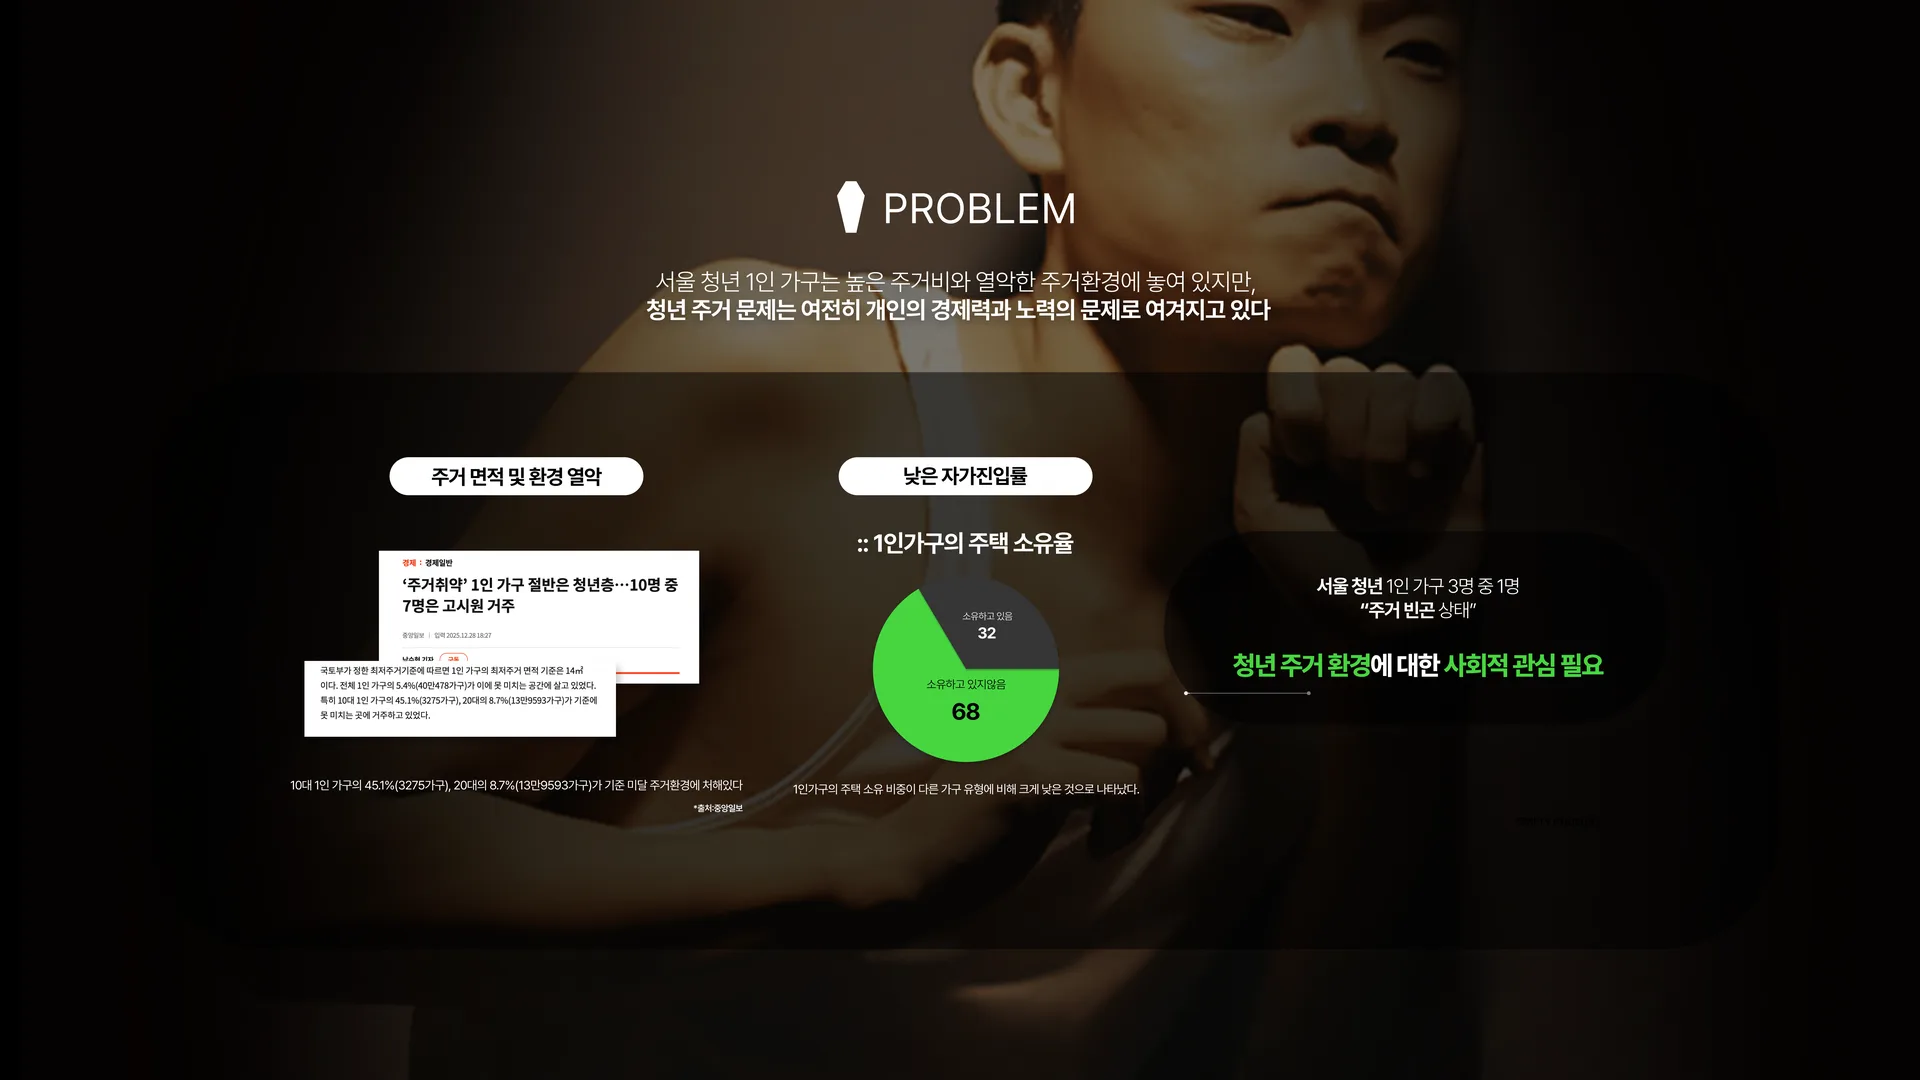 PROBLEM
서울 청년 1인 가구는 높은 주거비와 열악한 주거환경에 놓여 있지만,
청년 주거 문제는 여전히 개인의 경제력과 노력의 문제로 여겨지고 있다
주거 면적 및 환경 열악
경제 : 경제일반
‘주거취약’ 1인 가구 절반은 청년층…10명 중
7명은 고시원 거주
중앙일보 | 입력 2025.12.28 18:27
국토부가 정한 최저주거기준에 따르면 1인 가구의 최저주거 면적 기준은 14㎡
이다. 전체 1인 가구의 5.4%(40만478가구)가 이에 못 미치는 공간에 살고 있었다.
특히 10대 1인 가구의 45.1%(3275가구), 20대의 8.7%(13만9593가구)가 기준에
못 미치는 곳에 거주하고 있었다.
10대 1인 가구의 45.1%(3275가구), 20대의 8.7%(13만9593가구)가 기준 미달 주거환경에 처해있다
*출처:중앙일보
낮은 자가진입률
:: 1인가구의 주택 소유율
소유하고 있음
32
소유하고 있지않음
68
1인가구의 주택 소유 비중이 다른 가구 유형에 비해 크게 낮은 것으로 나타났다.
서울 청년 1인 가구 3명 중 1명
“주거 빈곤 상태”
청년 주거 환경에 대한 사회적 관심 필요